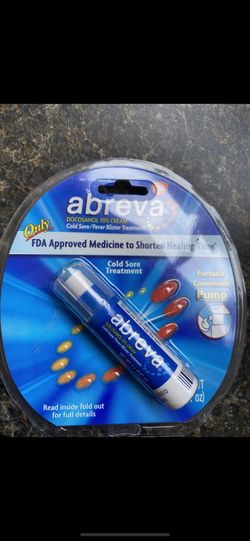 abreva
DOCOSANOL 10% CREAM
Cold Sore/Fever Blister Treatment
Only
FDA Approved Medicine to Shorten Healing Time*
Cold Sore
Treatment
Portable
Convenient
Pump
abreva
Read inside fold out
for full details
oz)